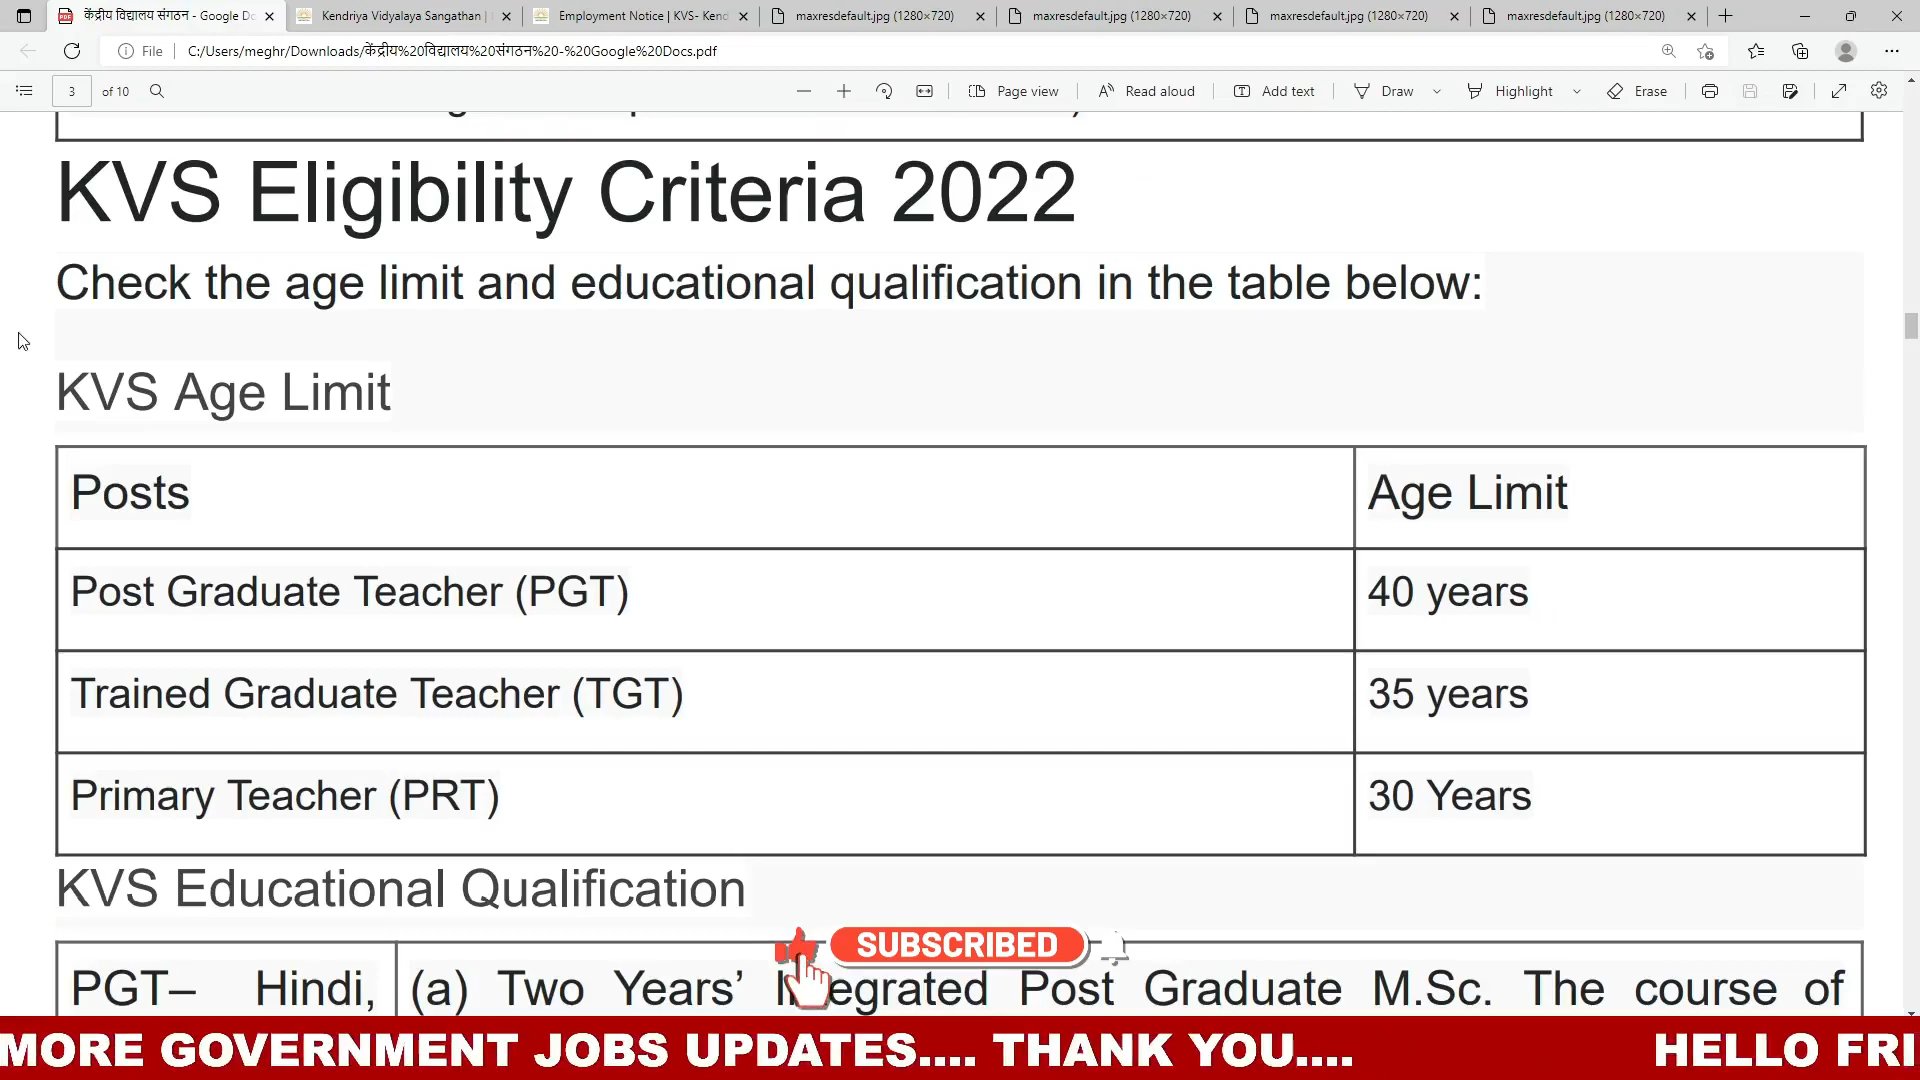 केंद्रीय विद्यालय संगठन - Google Dc
Kendriya Vidyalaya Sangathan |
Employment Notice | KVS- Kend
maxresdefault.jpg (1280×720)
maxresdefault.jpg (1280×720)
maxresdefault.jpg (1280×720)
maxresdefault.jpg (1280×720)
File
C:/Users/meghr/Downloads/केंद्रीय%20विद्यालय%20संगठन%20-%20Google%20Docs.pdf
3 of 10
Page view
Read aloud
Add text
Draw
Highlight
Erase
KVS Eligibility Criteria 2022
Check the age limit and educational qualification in the table below:
KVS Age Limit
Posts Age Limit
Post Graduate Teacher (PGT) 40 years
Trained Graduate Teacher (TGT) 35 years
Primary Teacher (PRT) 30 Years
KVS Educational Qualification
SUBSCRIBED
PGT– Hindi, (a) Two Years’ Integrated Post Graduate M.Sc. The course of
MORE GOVERNMENT JOBS UPDATES.... THANK YOU.... HELLO FRI